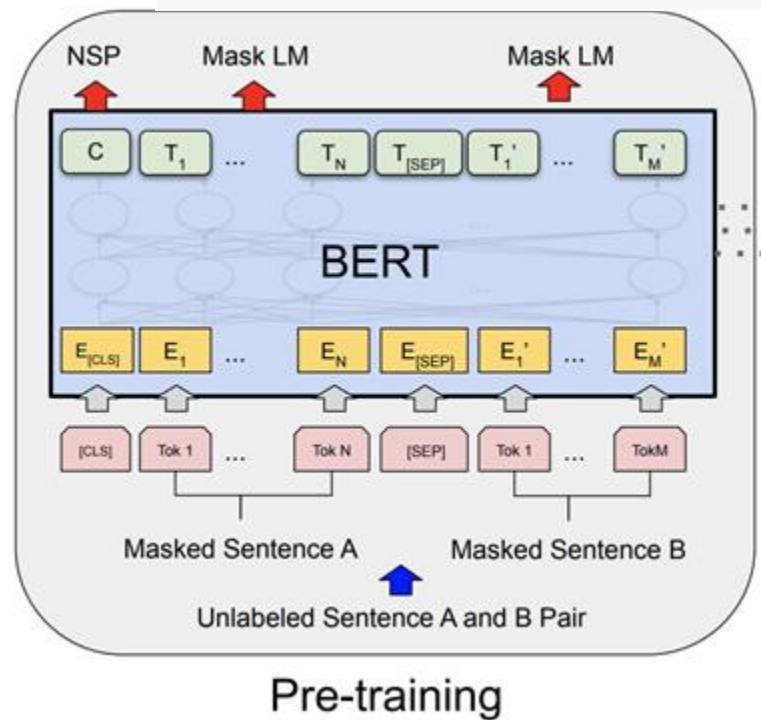 NSP Mask LM Mask LM
C T1 ... TN T[SEP] T1' ... TM'
...
BERT
...
E[CLS] E1 ... EN E[SEP] E1' ... EM'
[CLS] Tok 1 ... Tok N [SEP] Tok 1 ... TokM
Masked Sentence A Masked Sentence B
Unlabeled Sentence A and B Pair
Pre-training